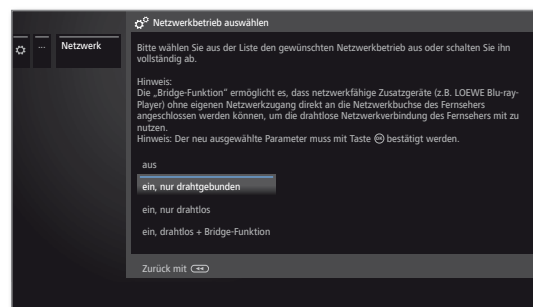 Netzwerkbetrieb auswählen
... Netzwerk
Bitte wählen Sie aus der Liste den gewünschten Netzwerkbetrieb aus oder schalten Sie ihn
vollständig ab.
Hinweis:
Die „Bridge-Funktion" ermöglicht es, dass netzwerkfähige Zusatzgeräte (z.B. LOEWE Blu-ray-
Player) ohne eigenen Netzwerkzugang direkt an die Netzwerkbuchse des Fernsehers
angschlossen werden können, um die drahtlose Netzwerkverbindung des Fernsehers mit zu
nutzen.
Hinweis: Der neu ausgewählte Parameter muss mit Taste OK bestätigt werden.
aus
ein, nur drahtgebunden
ein, nur drahtlos
ein, drahtlos + Bridge-Funktion
Zurück mit